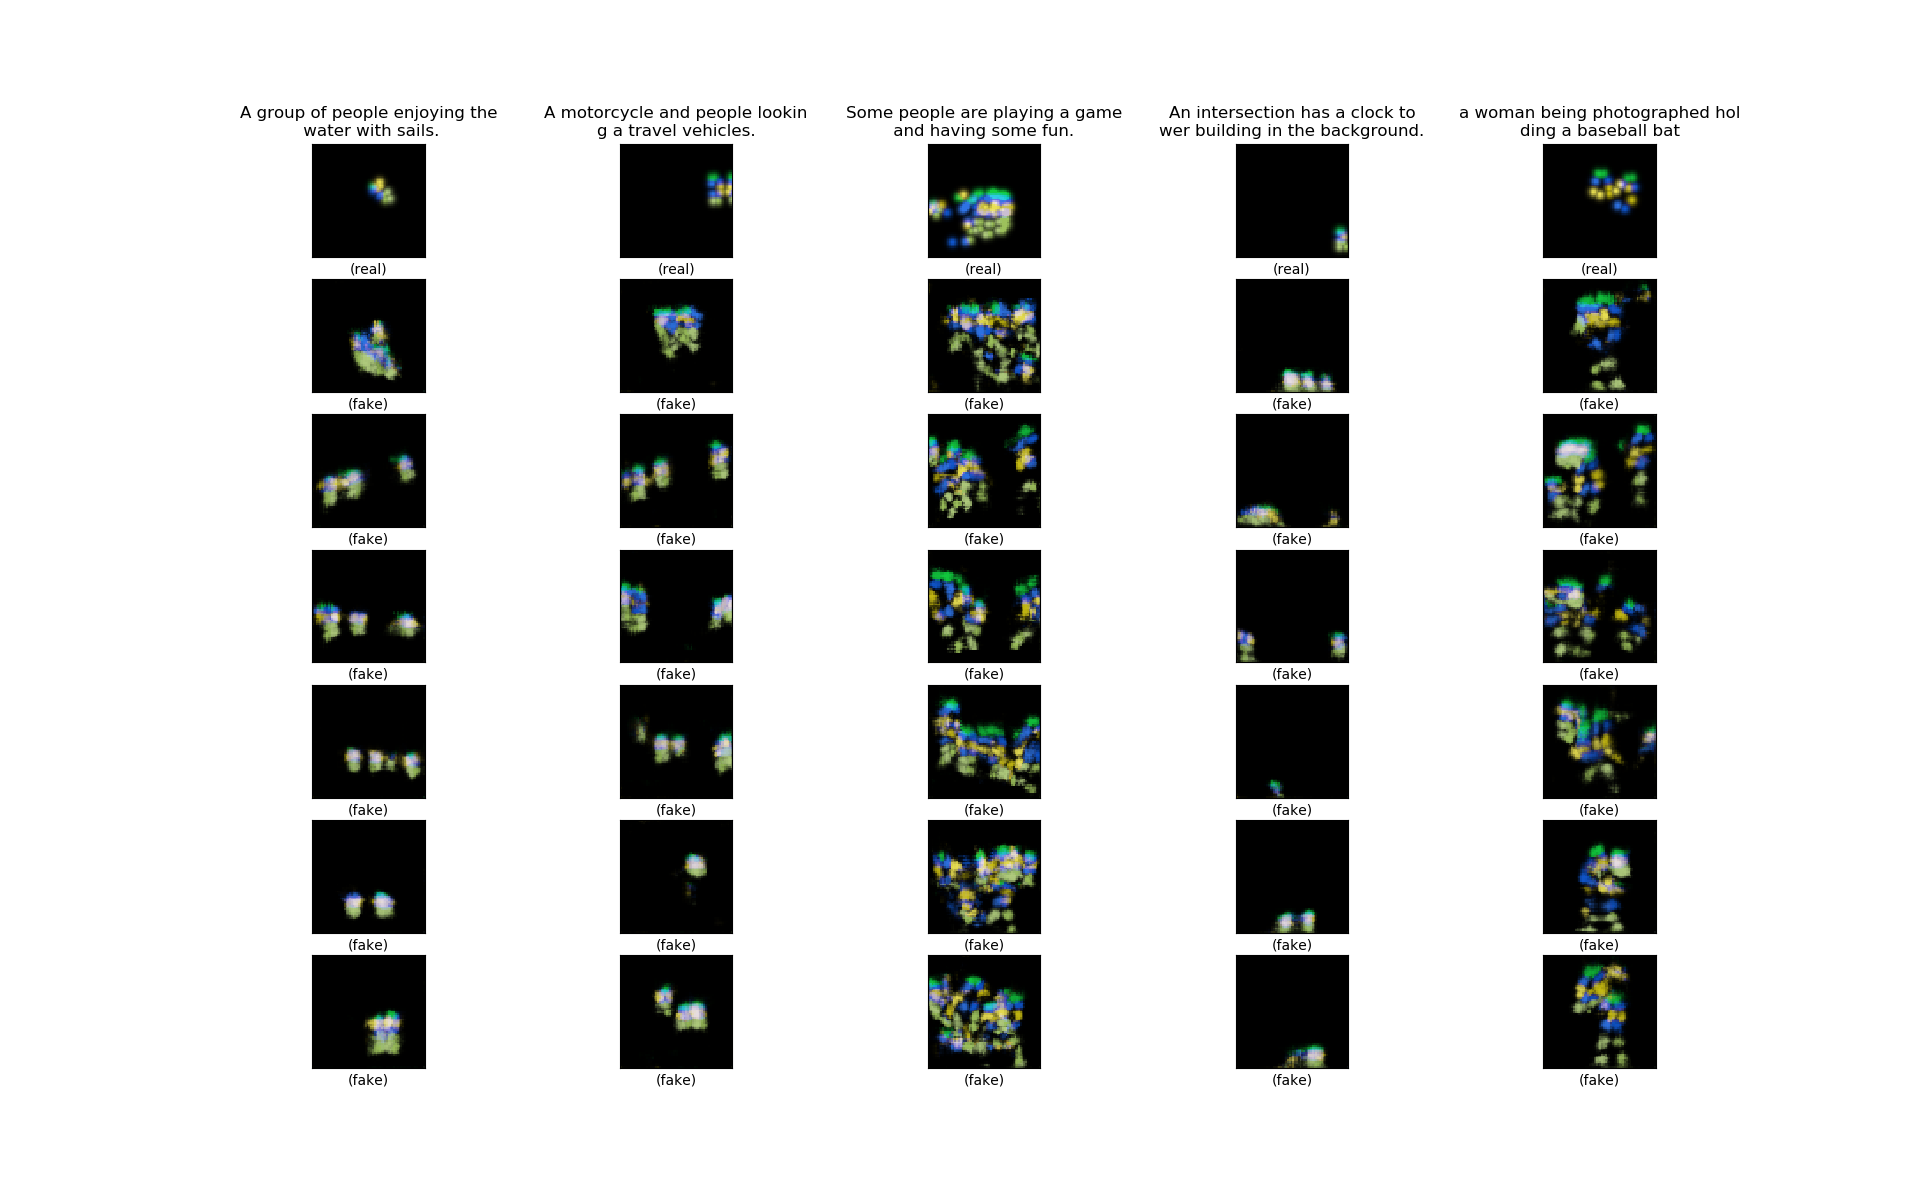 A group of people enjoying the
water with sails.
A motorcycle and people lookin
g a travel vehicles.
Some people are playing a game
and having some fun.
An intersection has a clock to
wer building in the background.
a woman being photographed hol
ding a baseball bat
(real) (real) (real) (real) (real)
(fake) (fake) (fake) (fake) (fake)
(fake) (fake) (fake) (fake) (fake)
(fake) (fake) (fake) (fake) (fake)
(fake) (fake) (fake) (fake) (fake)
(fake) (fake) (fake) (fake) (fake)
(fake) (fake) (fake) (fake) (fake)